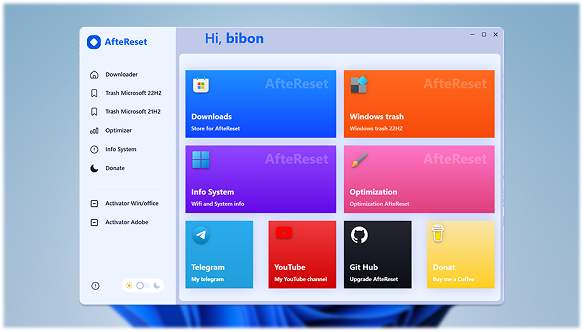 AfteReset
Hi, bibon
Downloader
Trash Microsoft 22H2
Trash Microsoft 21H2
Optimizer
Info System
Donate
Activator Win/office
Activator Adobe
AfteReset
Downloads
Store for AfteReset
AfteReset
Windows trash
Windows trash 22H2
AfteReset
Info System
Wifi and System info
AfteReset
Optimization
Optimization AfteReset
Telegram
My telegram
YouTube
My YouTube channel
Git Hub
Upgrade AfteReset
Donat
Buy me a Coffee